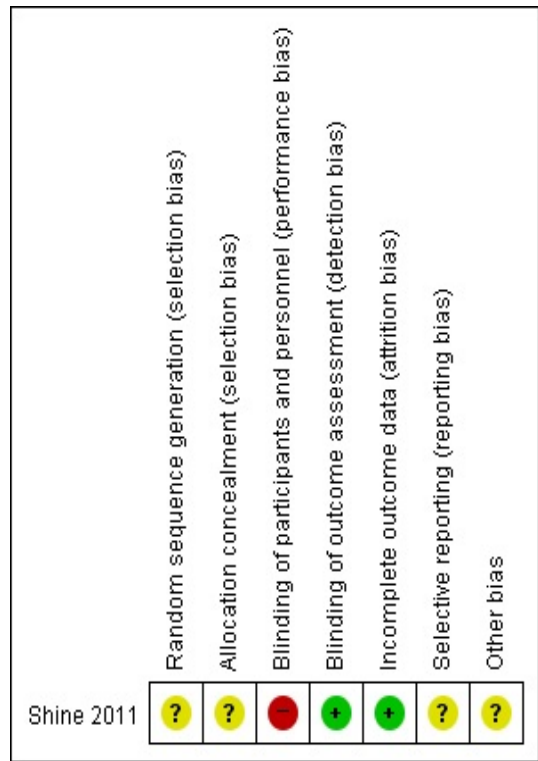 Random sequence generation (selection bias)
Allocation concealment (selection bias)
Blinding of participants and personnel (performance bias)
Blinding of outcome assessment (detection bias)
Incomplete outcome data (attrition bias)
Selective reporting (reporting bias)
Other bias
Shine 2011 ? ? – + + ? ?